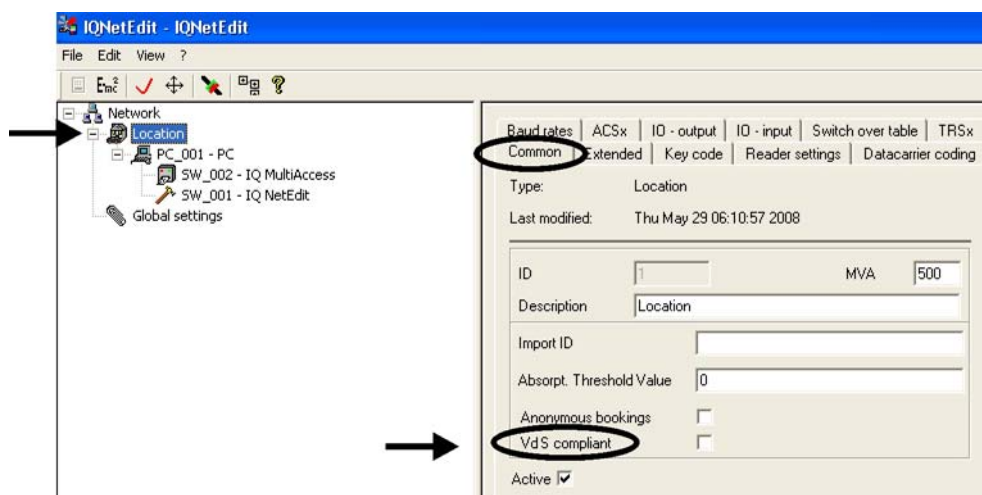 IQNetEdit - IQNetEdit
File Edit View ?
Emc²
Network
Location
PC_001 - PC
SW_002 - IQ MultiAccess
SW_001 - IQ NetEdit
Global settings
Baud rates ACSx IO - output IO - input Switch over table TRSx
Common Extended Key code Reader settings Datacarrier coding
Type: Location
Last modified: Thu May 29 06:10:57 2008
ID 1 MVA 500
Description Location
Import ID
Absorpt. Threshold Value 0
Anonymous bookings
VdS compliant
Active